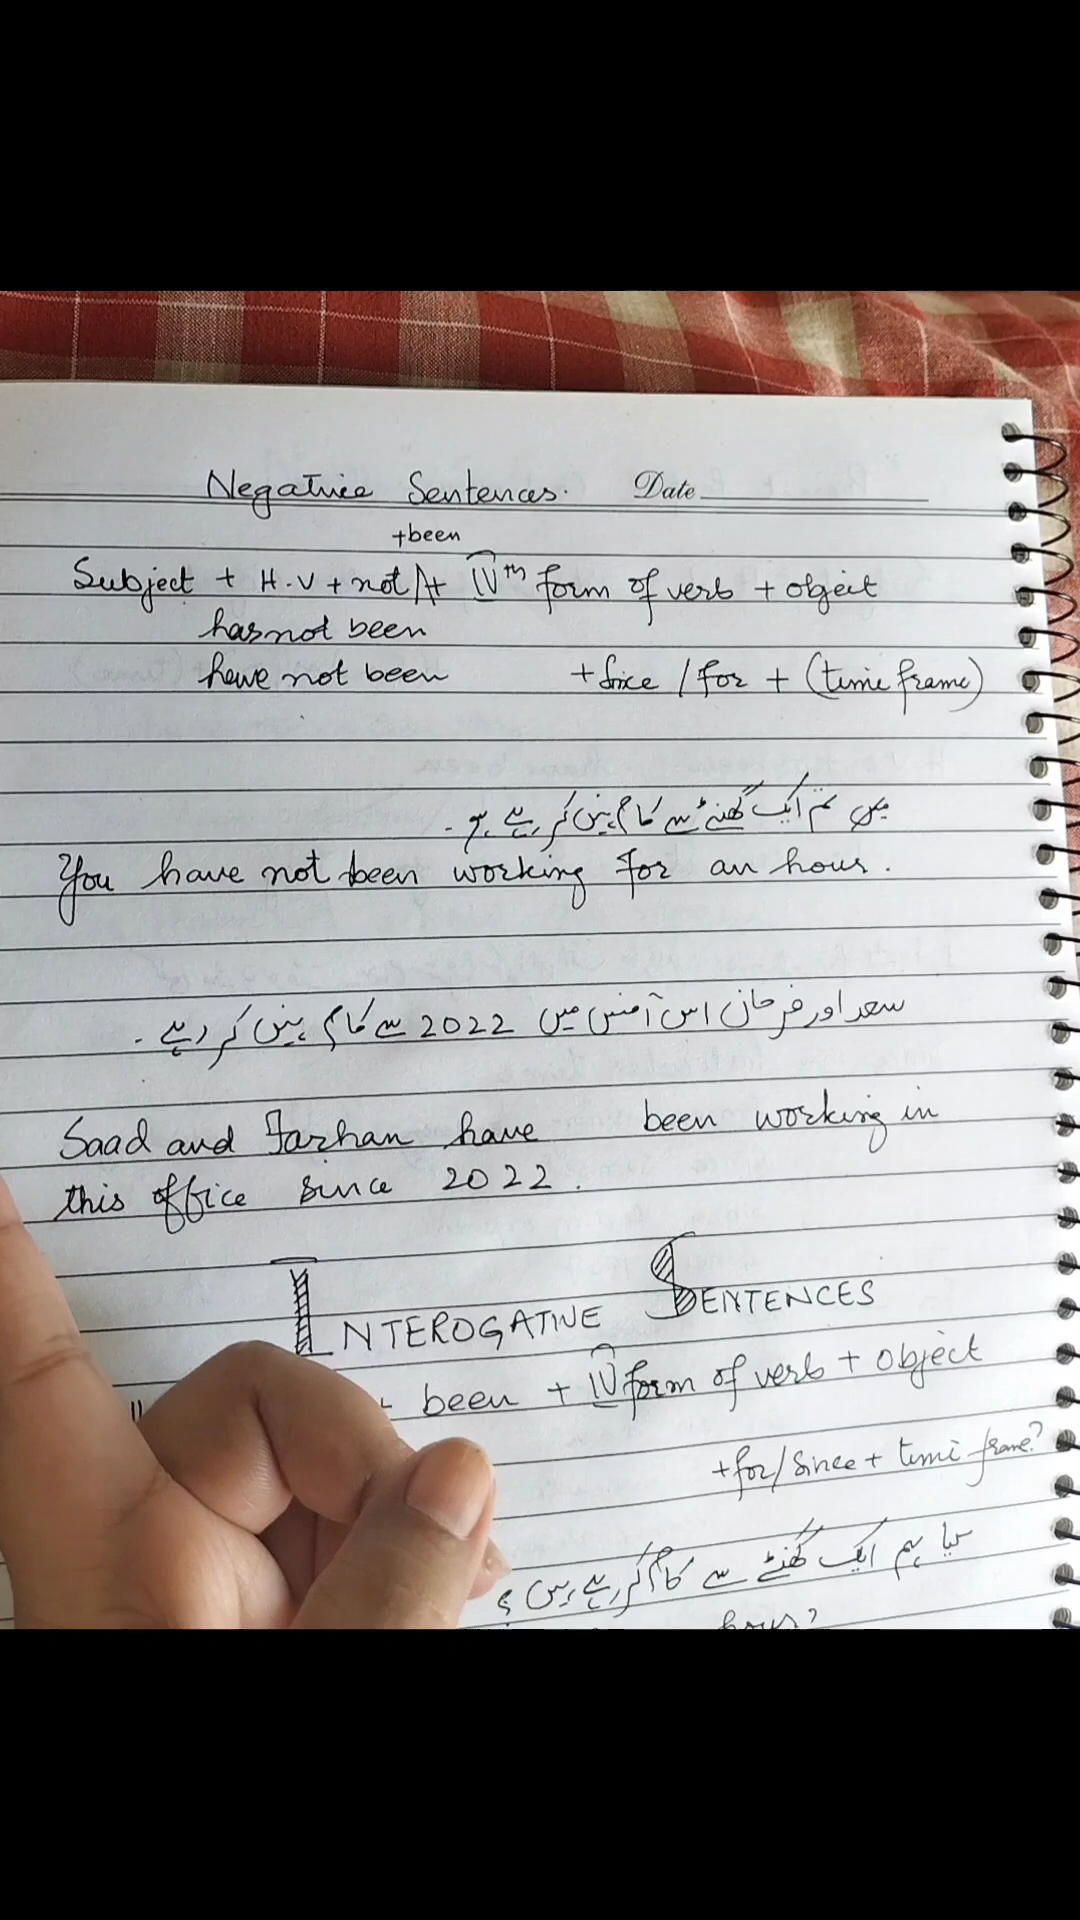 Negative Sentences. Date
+been
Subject + H.V + not /+ IVth form of verb + object
has not been
have not been + Since / for + (time frame)
میں تم ایک گھنٹے سے کام نہیں کر رہے ہو ۔
You have not been working for an hour.
سعد اور فرحان اس آفس میں 2022 سے کام نہیں کر رہے ۔
Saad and Farhan have been working in
this office since 2022.
INTEROGATIVE SENTENCES
+ been + IV form of verb + object
+ for/since + time frame?
کیا ہم ایک گھنٹے سے کام کر رہے ہیں ؟
hour?